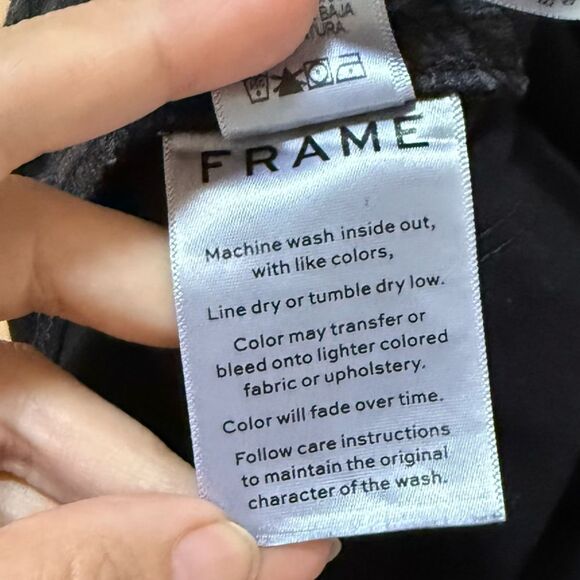 BAJA
FRAME
Machine wash inside out,
with like colors,
Line dry or tumble dry low.
Color may transfer or
bleed onto lighter colored
fabric or upholstery.
Color will fade over time.
Follow care instructions
to maintain the original
character of the wash.